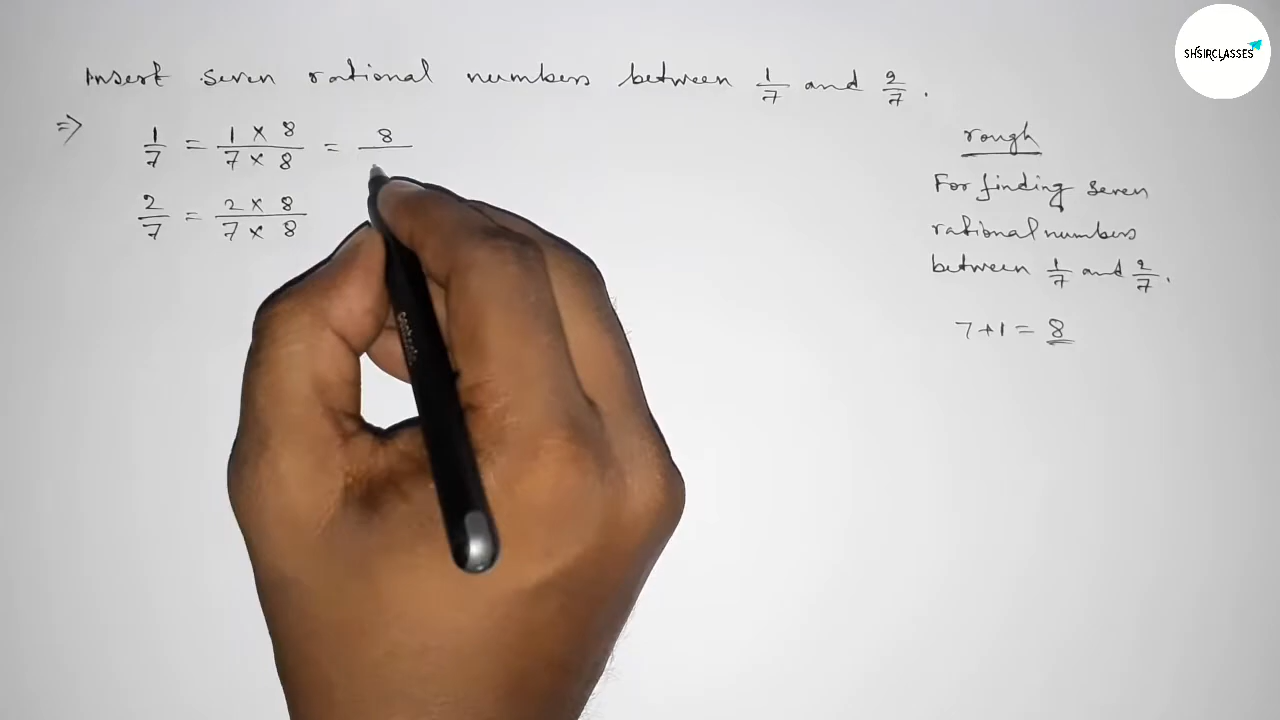 Insert seven rational numbers between 1/7 and 2/7.
=> 1/7 = 1 × 8 / 7 × 8 = 8
2/7 = 2 × 8 / 7 × 8
rough
For finding seven
rational numbers
between 1/7 and 2/7.
7+1 = 8
SHSIRCLASSES